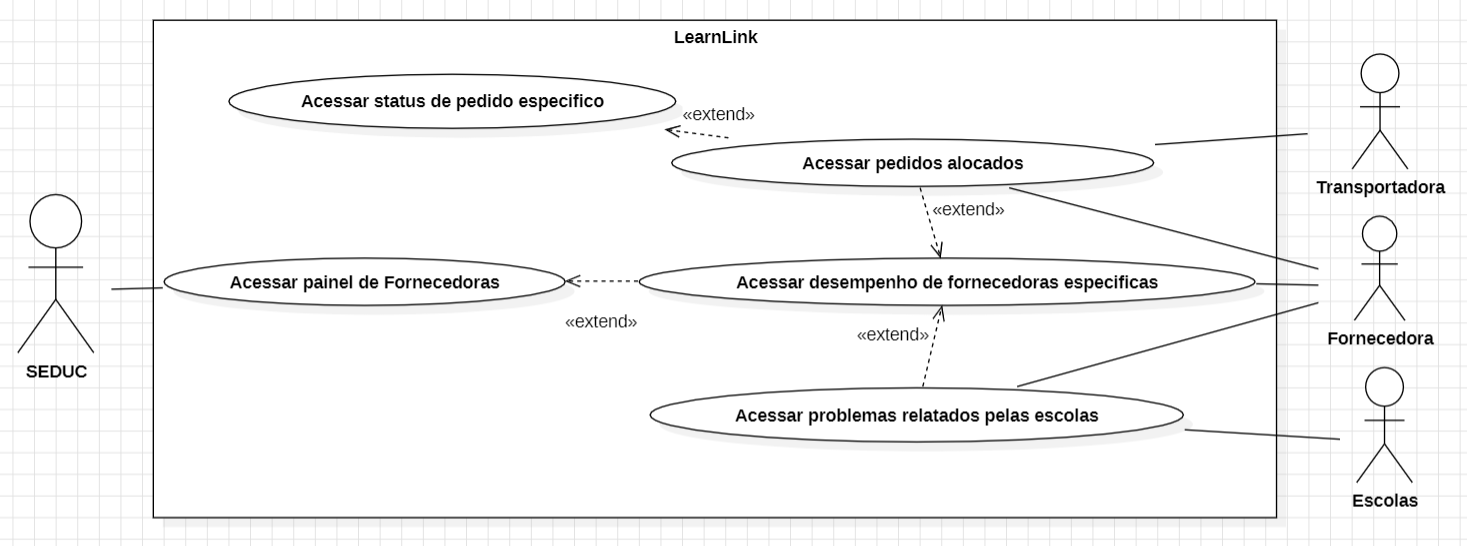 LearnLink
Acessar status de pedido especifico
«extend»
Acessar pedidos alocados
Transportadora
«extend»
Acessar painel de Fornecedoras
Acessar desempenho de fornecedoras especificas
«extend»
«extend»
Fornecedora
SEDUC
Acessar problemas relatados pelas escolas
Escolas